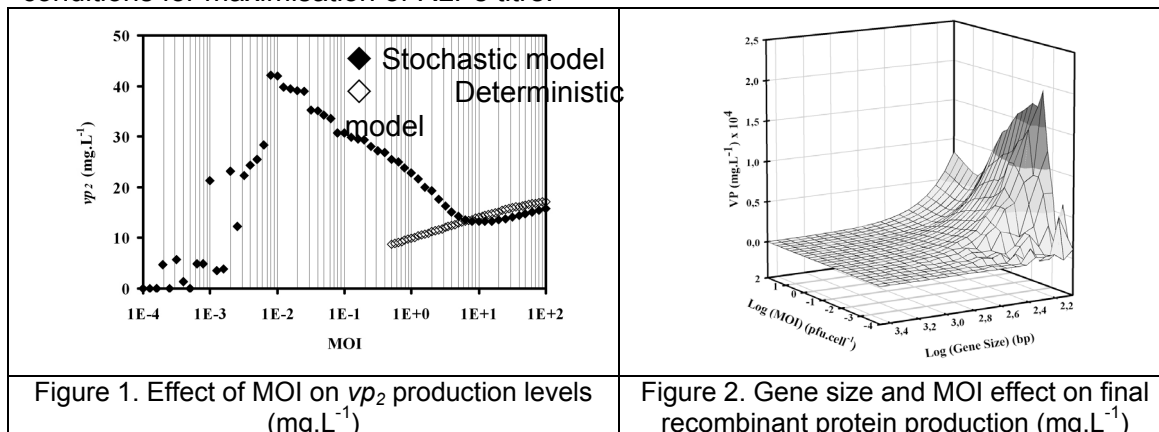 conditions for maximisation of RLP's titre.
50
40
30
20
10
0
vp₂ (mg.L⁻¹)
1E-4 1E-3 1E-2 1E-1 1E+0 1E+1 1E+2
MOI
Stochastic model
Deterministic
model
2,5
2,0
1,5
1,0
0,5
0,0
VP (mg.L⁻¹) x 10⁴
2 1 0 -1 -2 -3 -4
Log (MOI) (pfu.cell⁻¹)
3,4 3,2 3,0 2,8 2,6 2,4 2,2
Log (Gene Size) (bp)
Figure 1. Effect of MOI on vp₂ production levels
(mg.L⁻¹)
Figure 2. Gene size and MOI effect on final
recombinant protein production (mg.L⁻¹)